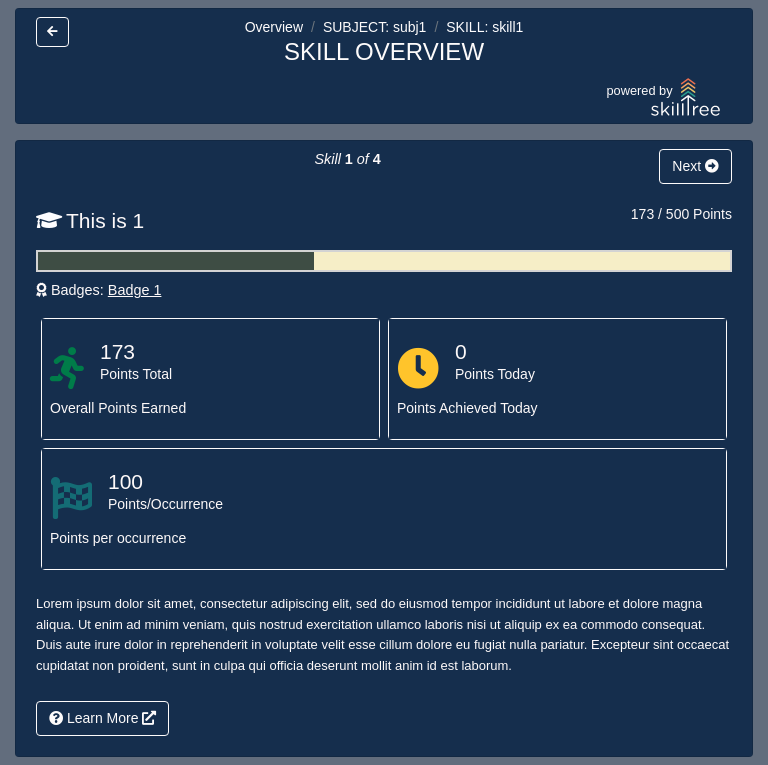 Overview / SUBJECT: subj1 / SKILL: skill1
SKILL OVERVIEW
powered by
skilltree
Skill 1 of 4
Next
This is 1
173 / 500 Points
Badges: Badge 1
173
Points Total
Overall Points Earned
0
Points Today
Points Achieved Today
100
Points/Occurrence
Points per occurrence
Lorem ipsum dolor sit amet, consectetur adipiscing elit, sed do eiusmod tempor incididunt ut labore et dolore magna
aliqua. Ut enim ad minim veniam, quis nostrud exercitation ullamco laboris nisi ut aliquip ex ea commodo consequat.
Duis aute irure dolor in reprehenderit in voluptate velit esse cillum dolore eu fugiat nulla pariatur. Excepteur sint occaecat
cupidatat non proident, sunt in culpa qui officia deserunt mollit anim id est laborum.
Learn More